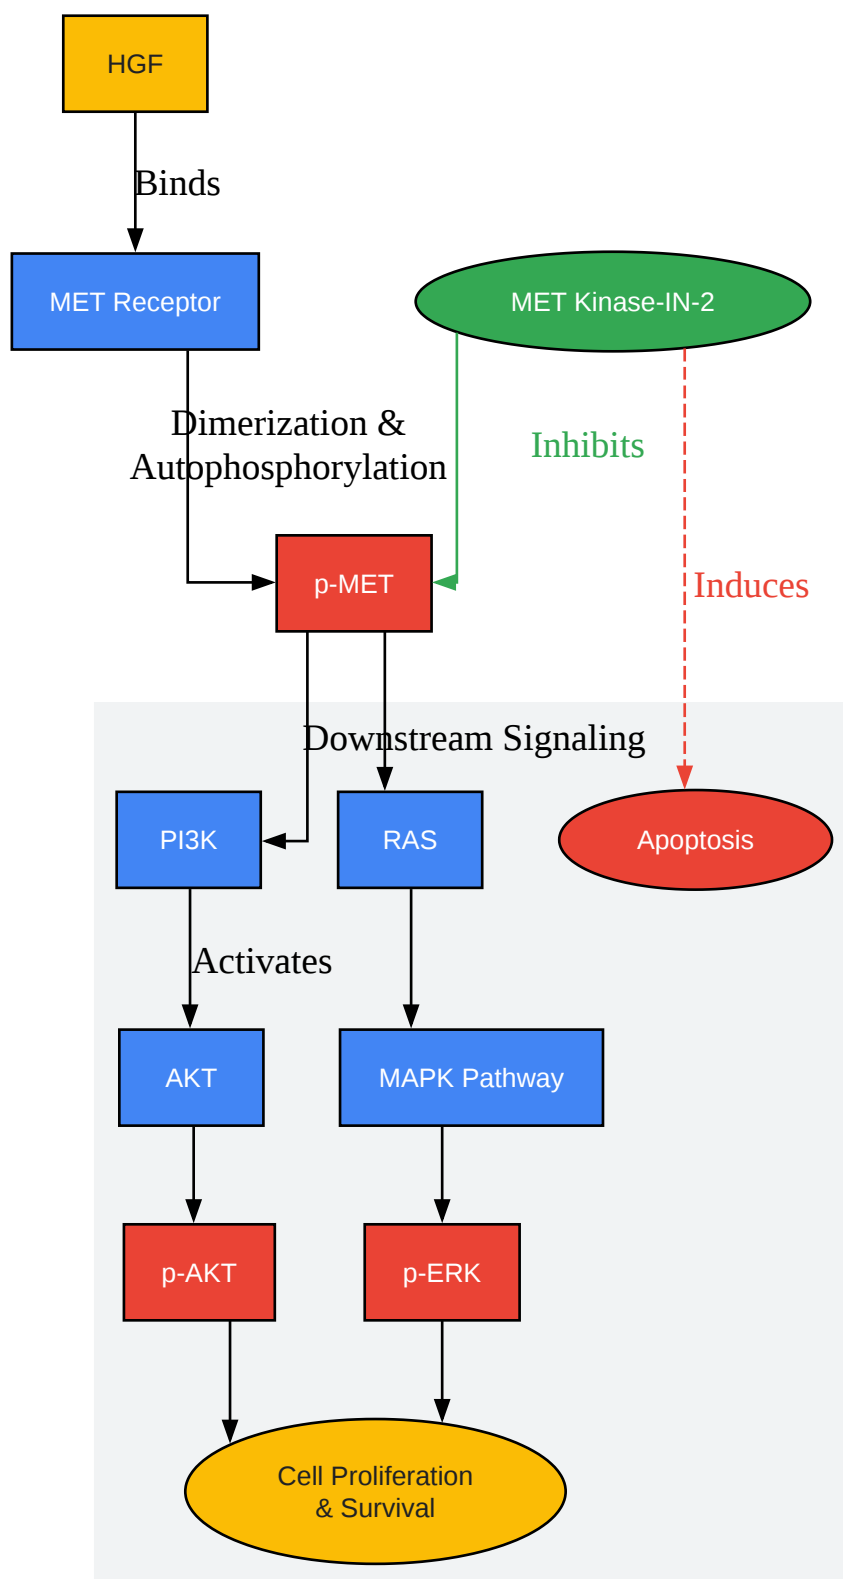 HGF
Binds
MET Receptor
MET Kinase-IN-2
Dimerization &
Autophosphorylation
Inhibits
p-MET
Induces
Downstream Signaling
PI3K
RAS
Apoptosis
Activates
AKT
MAPK Pathway
p-AKT
p-ERK
Cell Proliferation
& Survival